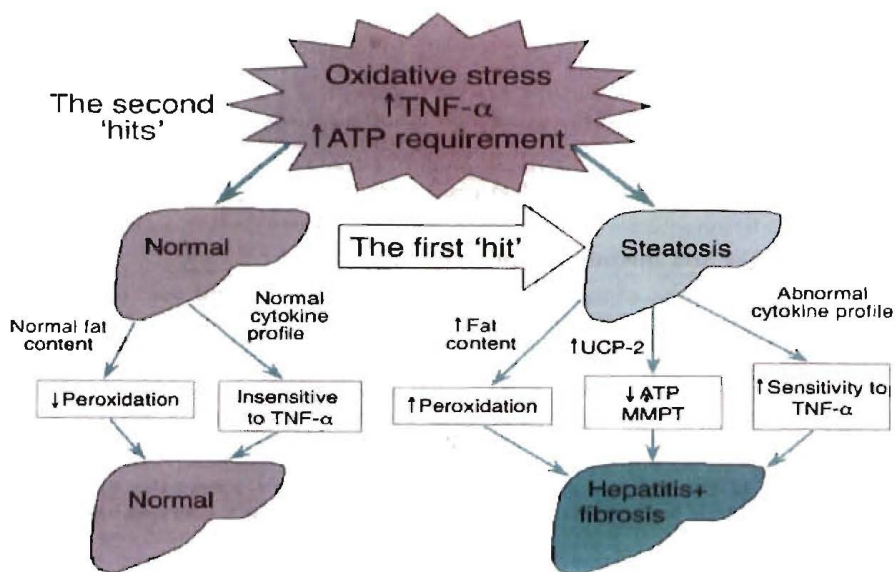 Oxidative stress
↑TNF-α
↑ATP requirement
The second
'hits'
Normal
The first 'hit'
Steatosis
Normal fat
content
Normal
cytokine
profile
↑Fat
content
↑UCP-2
Abnormal
cytokine profile
↓Peroxidation
Insensitive
to TNF-α
↑Peroxidation
↓ATP
MMPT
↑Sensitivity to
TNF-α
Normal
Hepatitis+
fibrosis